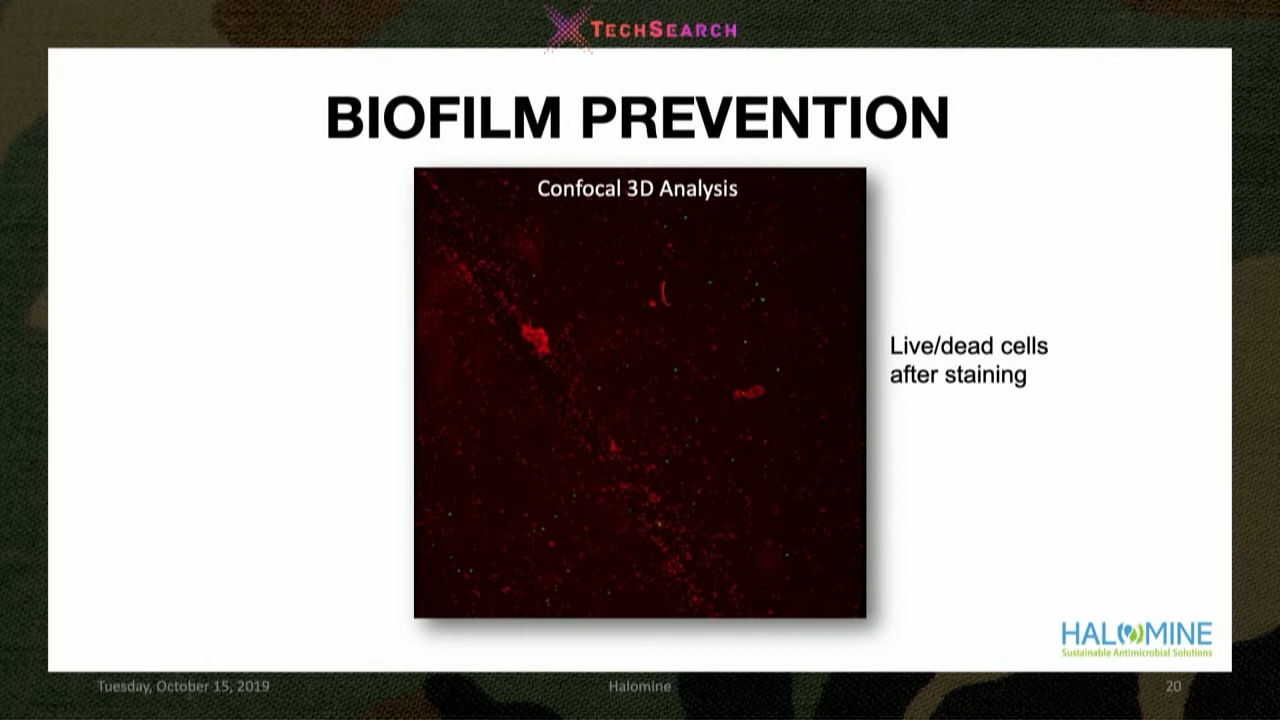 TECHSEARCH
BIOFILM PREVENTION
Confocal 3D Analysis
Live/dead cells
after staining
HALOMINE
Sustainable Antimicrobial Solutions
Tuesday, October 15, 2019
Halomine
20